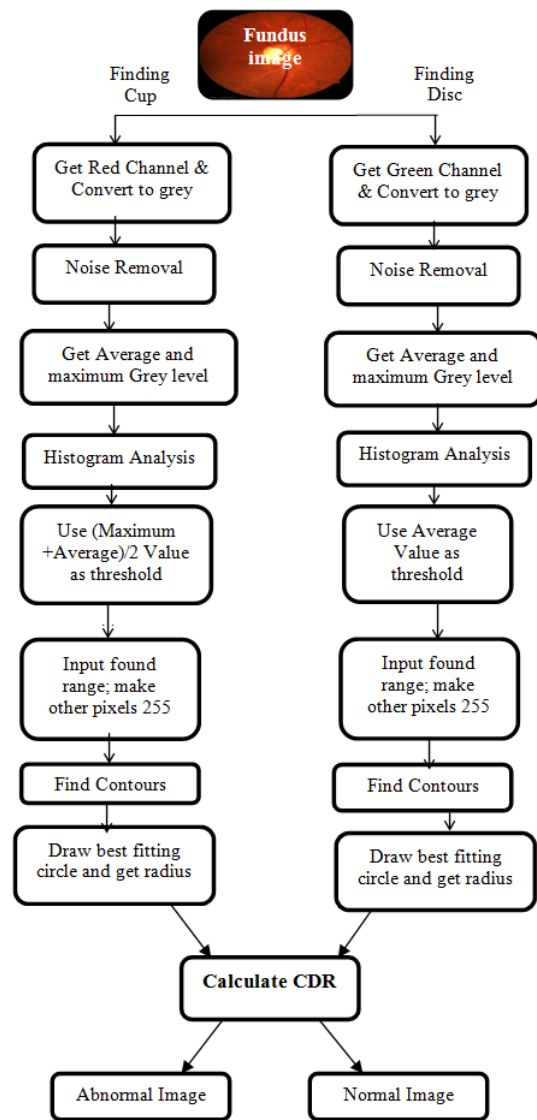 Fundus
image
Finding
Cup
Finding
Disc
Get Red Channel &
Convert to grey
Noise Removal
Get Average and
maximum Grey level
Histogram Analysis
Use (Maximum
+Average)/2 Value
as threshold
Input found
range; make
other pixels 255
Find Contours
Draw best fitting
circle and get radius
Get Green Channel
& Convert to grey
Noise Removal
Get Average and
maximum Grey level
Histogram Analysis
Use Average
Value as
threshold
Input found
range; make
other pixels 255
Find Contours
Draw best fitting
circle and get radius
Calculate CDR
Abnormal Image
Normal Image